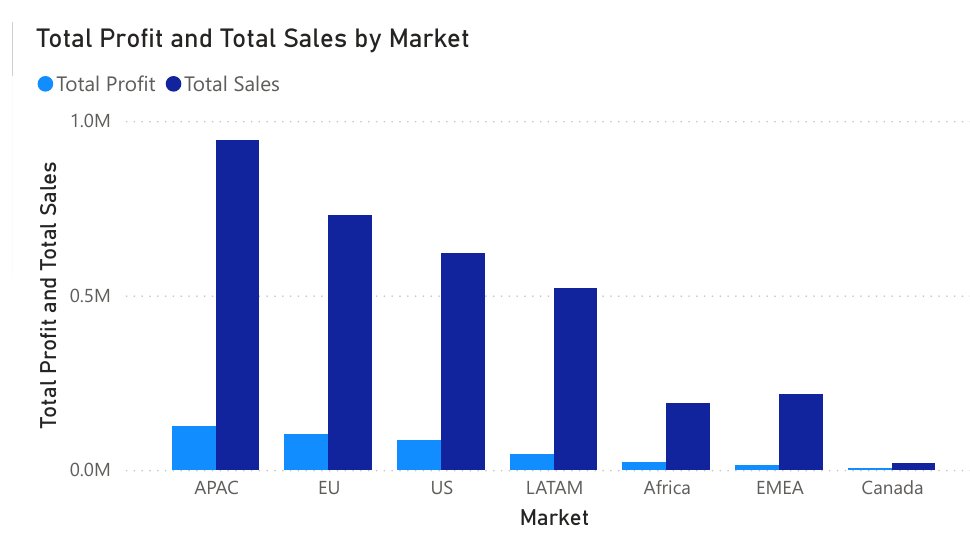 Total Profit and Total Sales by Market
Total Profit Total Sales
1.0M
0.5M
0.0M
Total Profit and Total Sales
APAC EU US LATAM Africa EMEA Canada
Market